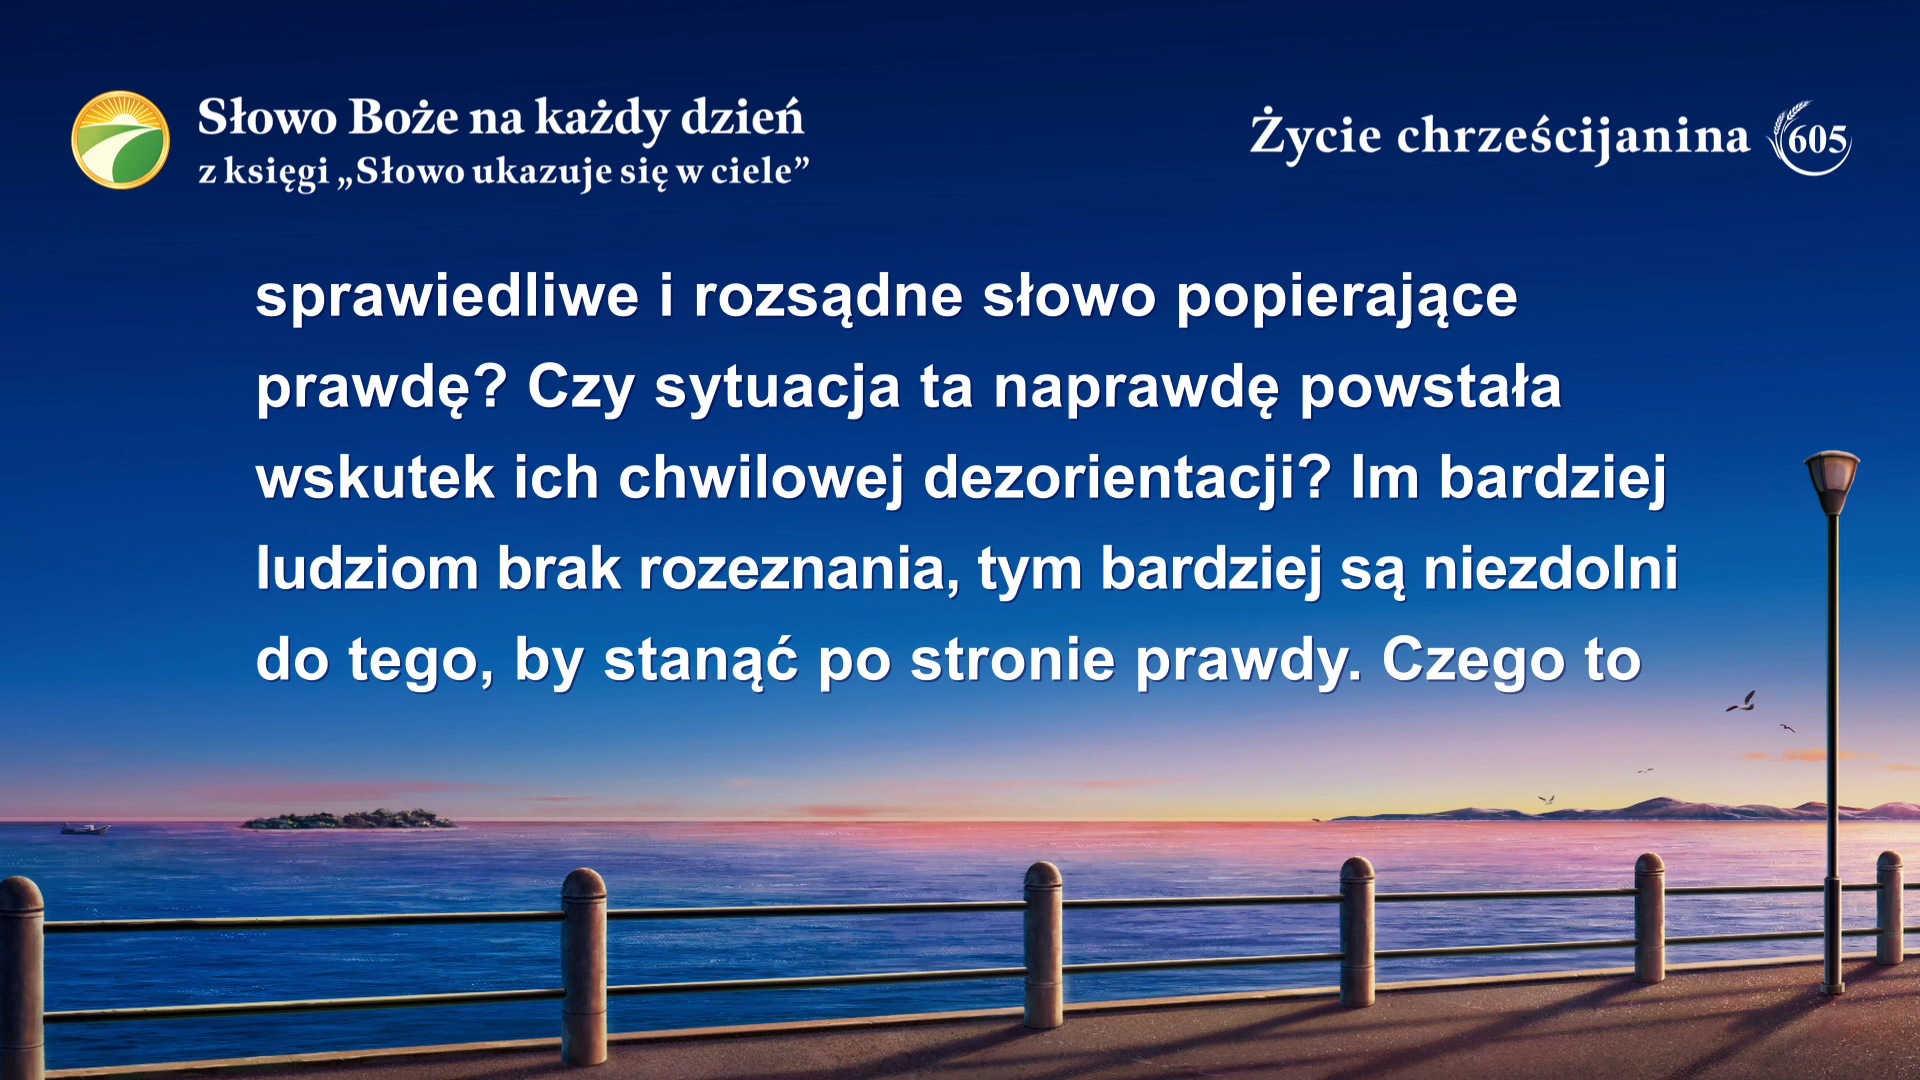 Słowo Boże na każdy dzień
z księgi „Słowo ukazuje się w ciele”
Życie chrześcijanina 605
sprawiedliwe i rozsądne słowo popierające
prawdę? Czy sytuacja ta naprawdę powstała
wskutek ich chwilowej dezorientacji? Im bardziej
ludziom brak rozeznania, tym bardziej są niezdolni
do tego, by stanąć po stronie prawdy. Czego to